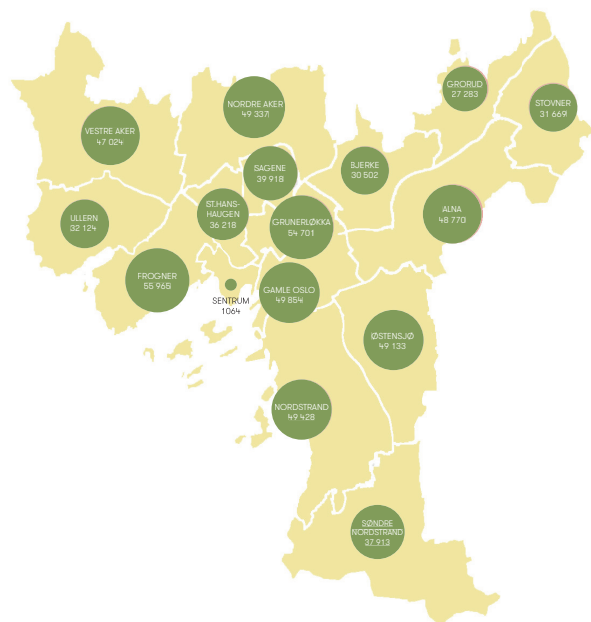 GRORUD
27 283
STOVNER
31 669
NORDRE AKER
49 337
VESTRE AKER
47 024
SAGENE
39 918
BJERKE
30 502
ULLERN
32 124
ST.HANS-
HAUGEN
36 218
GRUNERLØKKA
54 701
ALNA
48 770
FROGNER
55 965
SENTRUM
1064
GAMLE OSLO
49 854
ØSTENSJØ
49 133
NORDSTRAND
49 428
SØNDRE
NORDSTRAND
37 913